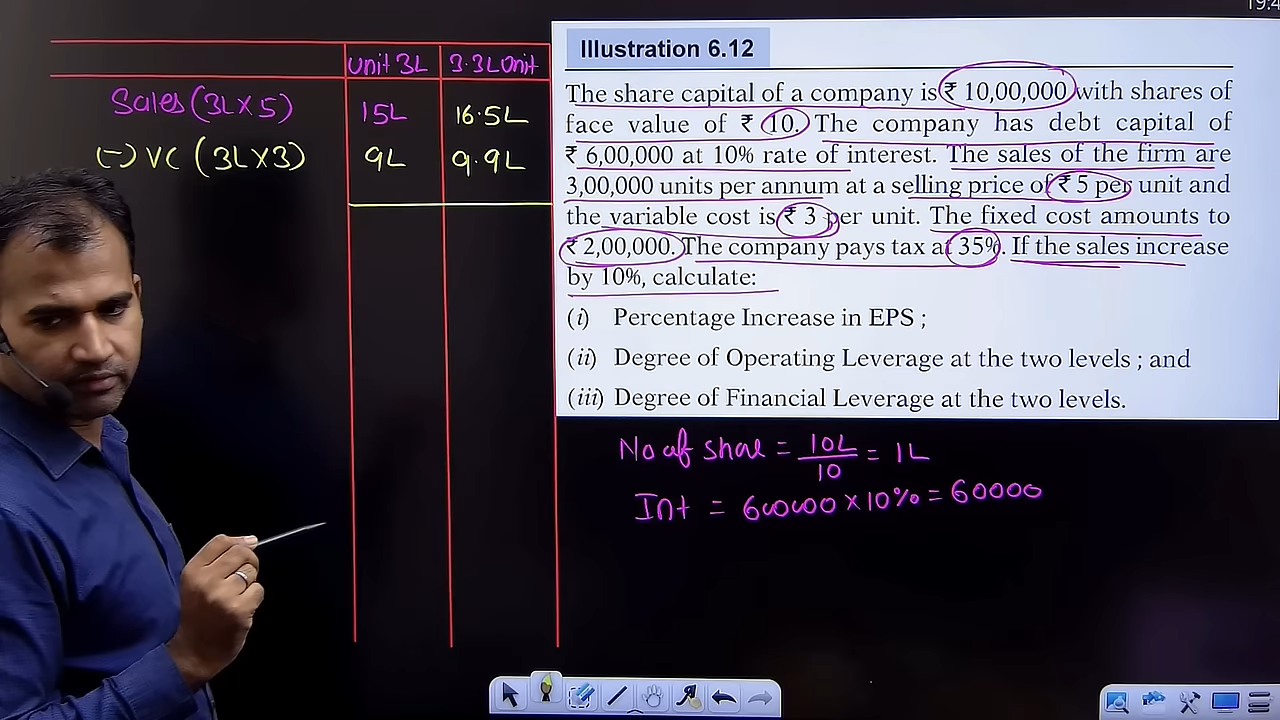 19:4
unit 3L 3.3L Unit
Sales (3L×5) 15L 16.5L
(-) VC (3L×3) 9L 9.9L
Illustration 6.12
The share capital of a company is ₹ 10,00,000 with shares of
face value of ₹ 10. The company has debt capital of
₹ 6,00,000 at 10% rate of interest. The sales of the firm are
3,00,000 units per annum at a selling price of ₹ 5 per unit and
the variable cost is ₹ 3 per unit. The fixed cost amounts to
₹ 2,00,000. The company pays tax at 35%. If the sales increase
by 10%, calculate:
(i) Percentage Increase in EPS ;
(ii) Degree of Operating Leverage at the two levels ; and
(iii) Degree of Financial Leverage at the two levels.
No of share = 10L/10 = 1L
Int = 600000 × 10% = 60000